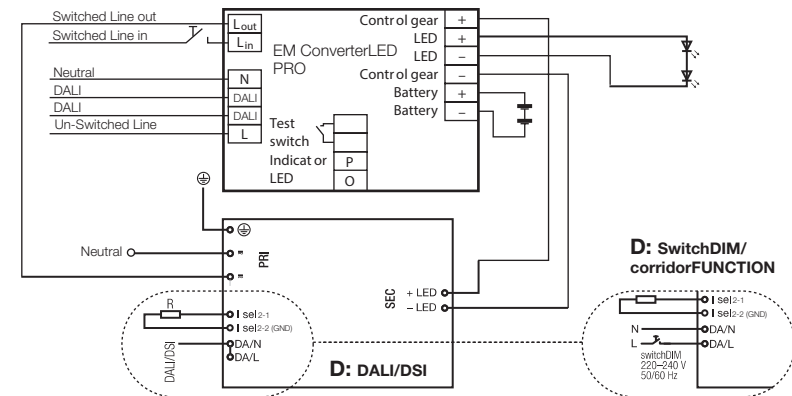 Switched Line out
Switched Line in
Neutral
DALI
DALI
Un-Switched Line
Lout
Lin
N
DALI
DALI
L
EM ConverterLED
PRO
Test
switch
Indicator
LED
P
O
Control gear +
LED +
LED –
Control gear –
Battery +
Battery –
Neutral
=
=
PRI
SEC
+ LED
– LED
R
I sel2-1
I sel2-2 (GND)
DA/N
DA/L
DALI/DSI
D: DALI/DSI
D: SwitchDIM/
corridorFUNCTION
I sel2-1
I sel2-2 (GND)
N
DA/N
L
DA/L
switchDIM
220–240 V
50/60 Hz